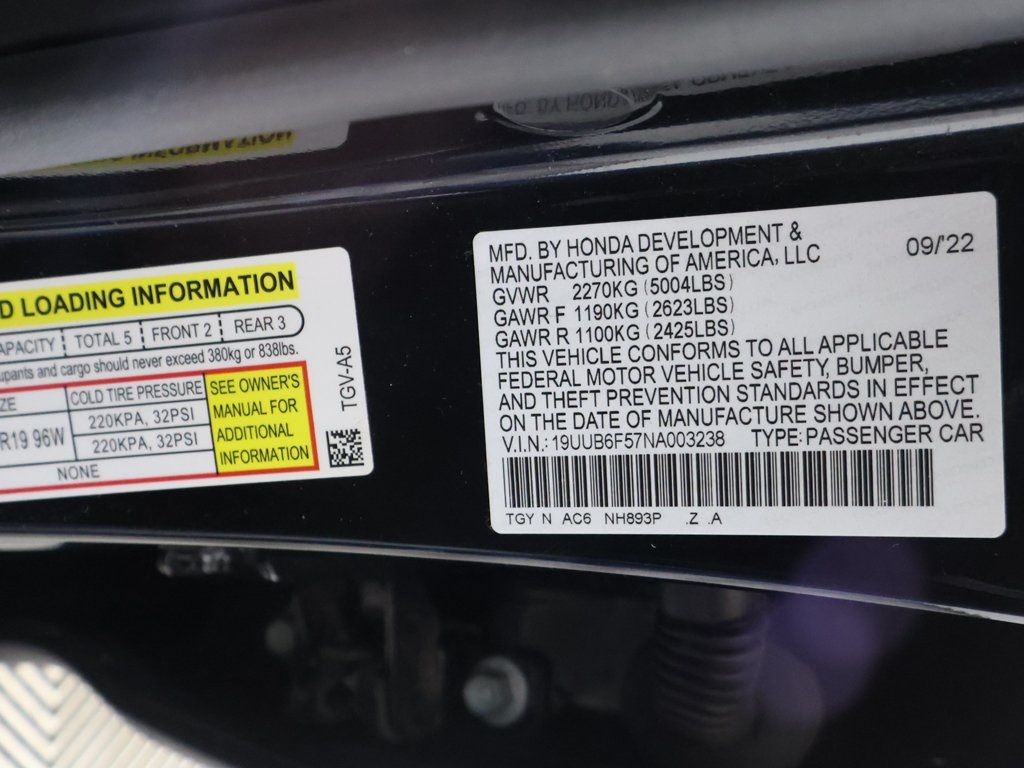 D LOADING INFORMATION
APACITY TOTAL 5 FRONT 2 REAR 3
upants and cargo should never exceed 380kg or 838lbs.
ZE COLD TIRE PRESSURE SEE OWNER'S
MANUAL FOR
ADDITIONAL
INFORMATION
R19 96W 220KPA, 32PSI
220KPA, 32PSI
NONE
TGV-A5
MFD. BY HONDA DEVELOPMENT &
MANUFACTURING OF AMERICA, LLC
09/'22
GVWR 2270KG (5004LBS)
GAWR F 1190KG (2623LBS)
GAWR R 1100KG (2425LBS)
THIS VEHICLE CONFORMS TO ALL APPLICABLE
FEDERAL MOTOR VEHICLE SAFETY, BUMPER,
AND THEFT PREVENTION STANDARDS IN EFFECT
ON THE DATE OF MANUFACTURE SHOWN ABOVE.
V.I.N.: 19UUB6F57NA003238 TYPE: PASSENGER CAR
TGY N AC6 NH893P .Z .A